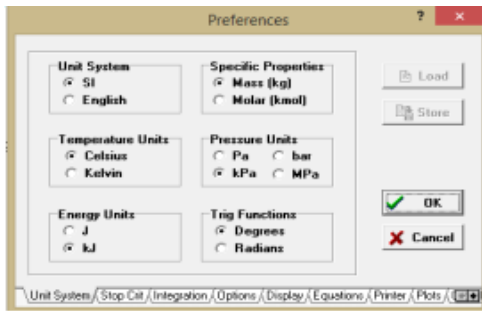 Preferences
? ×
Unit System
SI
English
Specific Properties
Mass (kg)
Molar (kmol)
Temperature Units
Celsius
Kelvin
Pressure Units
Pa bar
kPa MPa
Energy Units
J
kJ
Trig Functions
Degrees
Radians
Load
Store
OK
Cancel
Unit System Stop Crit Integration Options Display Equations Printer Plots